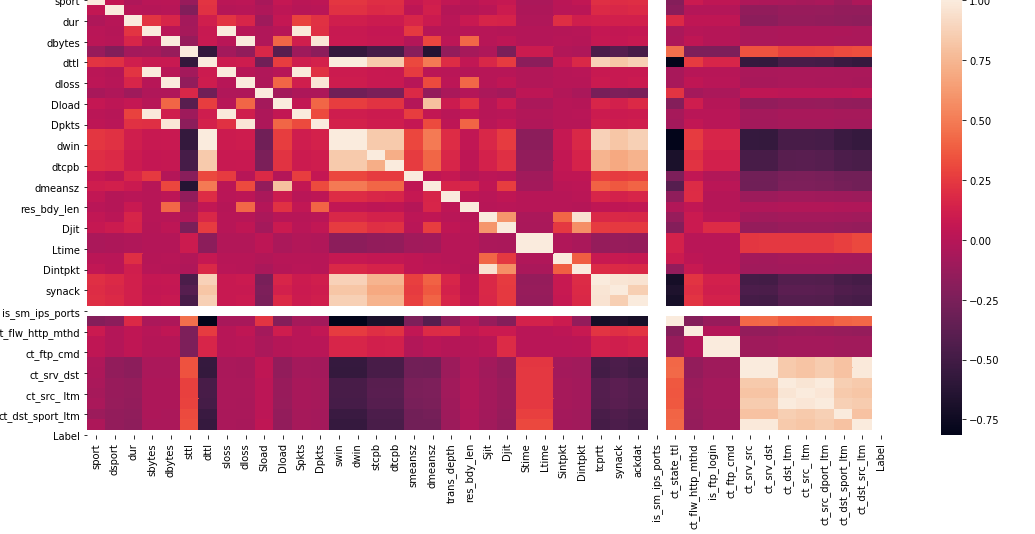 sport
dur
dbytes
dttl
dloss
Dload
Dpkts
dwin
dtcpb
dmeansz
res_bdy_len
Djit
Ltime
Dintpkt
synack
is_sm_ips_ports
t_flw_http_mthd
ct_ftp_cmd
ct_srv_dst
ct_src_ ltm
ct_dst_sport_ltm
Label
sport
dsport
dur
sbytes
dbytes
sttl
dttl
sloss
dloss
Sload
Dload
Spkts
Dpkts
swin
dwin
stcpb
dtcpb
smeansz
dmeansz
trans_depth
res_bdy_len
Sjit
Djit
Stime
Ltime
Sintpkt
Dintpkt
tcprtt
synack
ackdat
is_sm_ips_ports
ct_state_ttl
ct_flw_http_mthd
is_ftp_login
ct_ftp_cmd
ct_srv_src
ct_srv_dst
ct_dst_ltm
ct_src_ ltm
ct_src_dport_ltm
ct_dst_sport_ltm
ct_dst_src_ltm
Label
1.00
0.75
0.50
0.25
0.00
−0.25
−0.50
−0.75